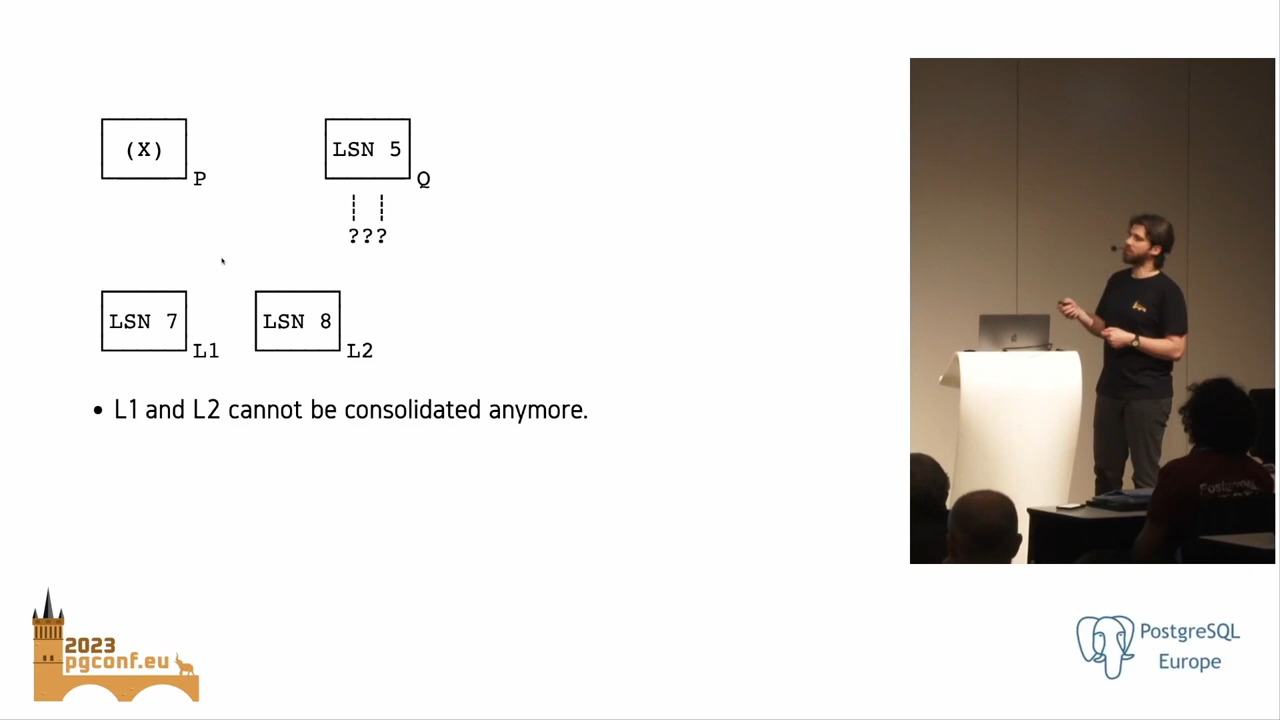 (X)
P
LSN 5
Q
???
LSN 7
L1
LSN 8
L2
• L1 and L2 cannot be consolidated anymore.
2023
pgconf.eu
PostgreSQL
Europe